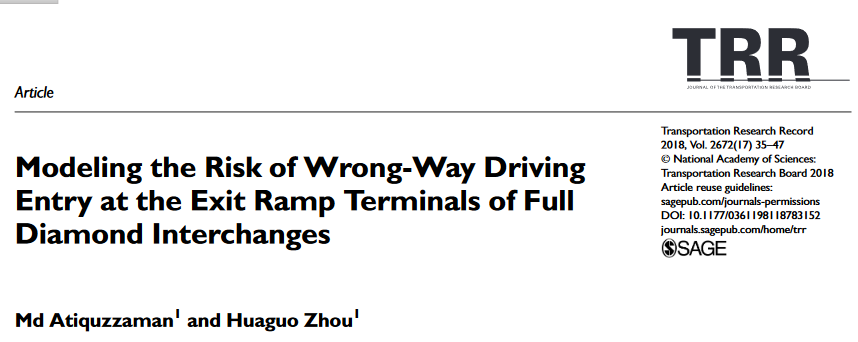 TRR
JOURNAL OF THE TRANSPORTATION RESEARCH BOARD
Article
Transportation Research Record
2018, Vol. 2672(17) 35–47
© National Academy of Sciences:
Transportation Research Board 2018
Article reuse guidelines:
sagepub.com/journals-permissions
DOI: 10.1177/0361198118783152
journals.sagepub.com/home/trr
SAGE
Modeling the Risk of Wrong-Way Driving
Entry at the Exit Ramp Terminals of Full
Diamond Interchanges
Md Atiquzzaman¹ and Huaguo Zhou¹